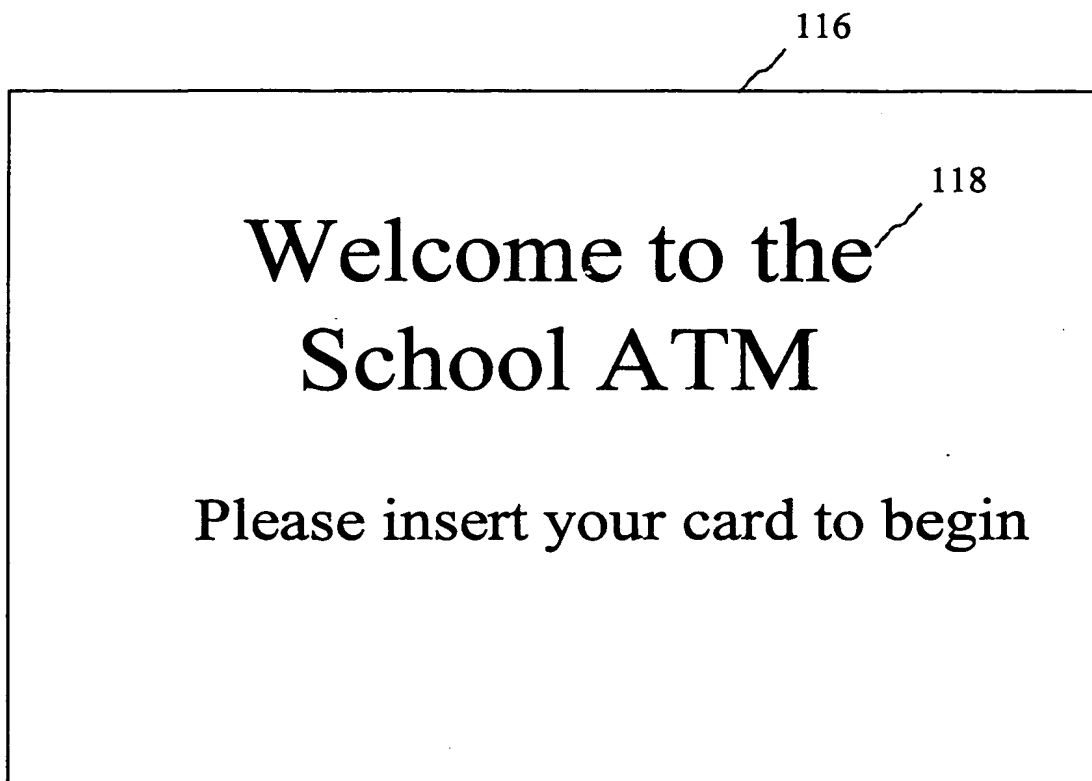 116
118
Welcome to the
School ATM
Please insert your card to begin